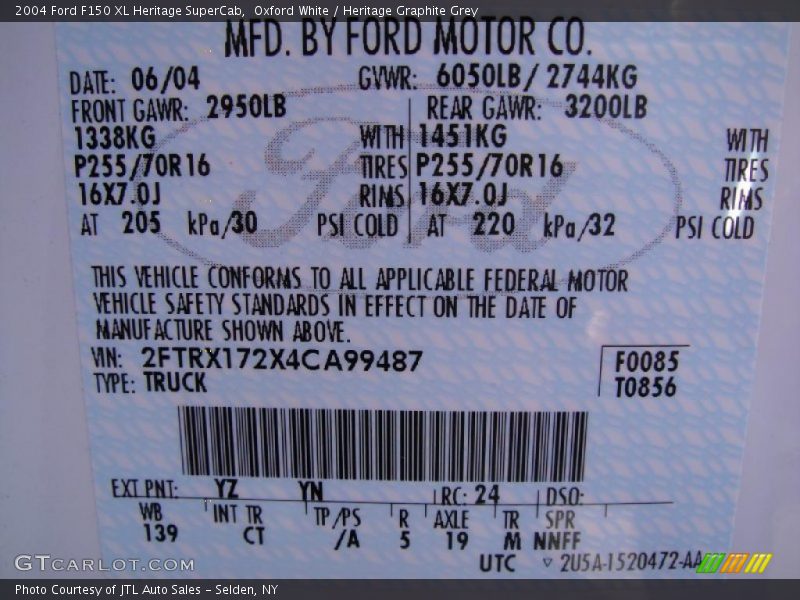 2004 Ford F150 XL Heritage SuperCab, Oxford White / Heritage Graphite Grey
MFD. BY FORD MOTOR CO.
DATE: 06/04 GVWR: 6050LB/ 2744KG
FRONT GAWR: 2950LB REAR GAWR: 3200LB
1338KG WITH 1451KG WITH
P255/70R16 TIRES P255/70R16 TIRES
16X7.0J RIMS 16X7.0J RIMS
AT 205 kPa/30 PSI COLD AT 220 kPa/32 PSI COLD
Ford
THIS VEHICLE CONFORMS TO ALL APPLICABLE FEDERAL MOTOR
VEHICLE SAFETY STANDARDS IN EFFECT ON THE DATE OF
MANUFACTURE SHOWN ABOVE.
VIN: 2FTRX172X4CA99487 F0085
TYPE: TRUCK T0856
EXT PNT: YZ YN RC: 24 DSO:
WB INT TR TP/PS R AXLE TR SPR
139 CT /A 5 19 M NNFF
UTC ▽ 2U5A-1520472-AA
GTCARLOT.COM
Photo Courtesy of JTL Auto Sales – Selden, NY